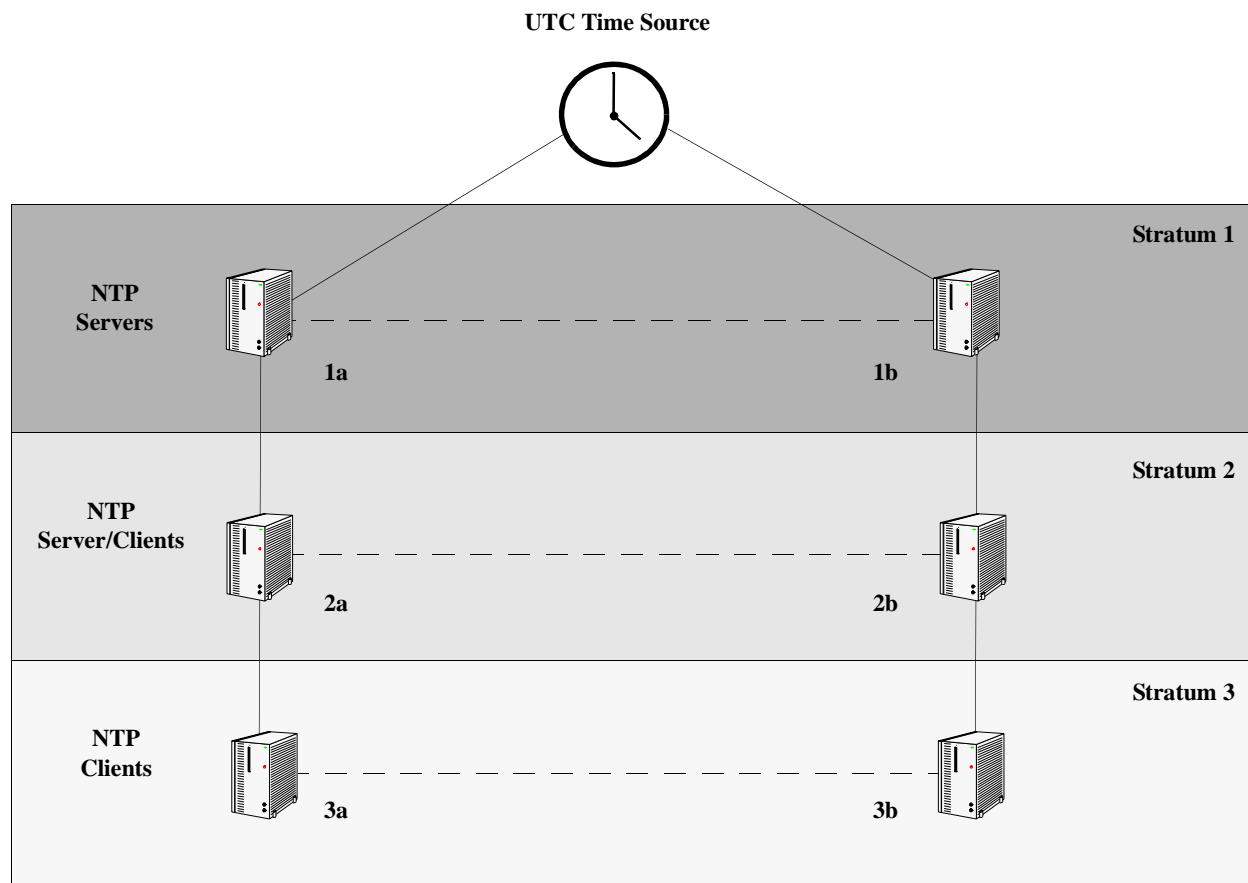 UTC Time Source
Stratum 1
NTP
Servers
1a
1b
Stratum 2
NTP
Server/Clients
2a
2b
Stratum 3
NTP
Clients
3a
3b